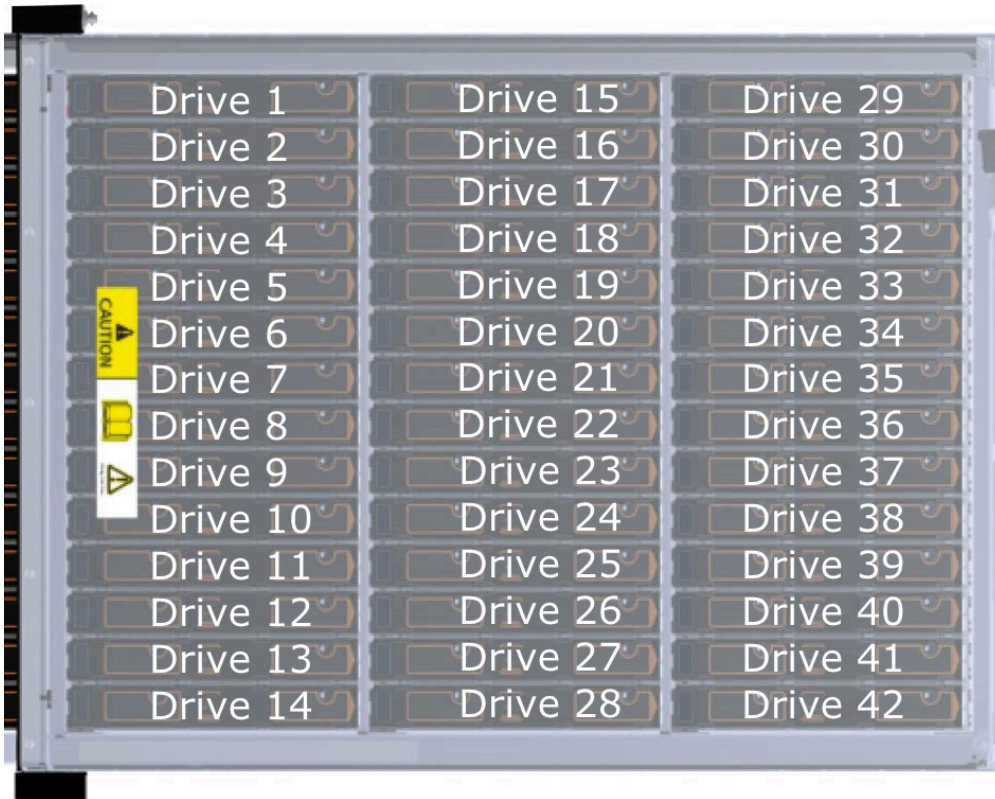 Drive 1
Drive 2
Drive 3
Drive 4
Drive 5
Drive 6
Drive 7
Drive 8
Drive 9
Drive 10
Drive 11
Drive 12
Drive 13
Drive 14
CAUTION
Drive 15
Drive 16
Drive 17
Drive 18
Drive 19
Drive 20
Drive 21
Drive 22
Drive 23
Drive 24
Drive 25
Drive 26
Drive 27
Drive 28
Drive 29
Drive 30
Drive 31
Drive 32
Drive 33
Drive 34
Drive 35
Drive 36
Drive 37
Drive 38
Drive 39
Drive 40
Drive 41
Drive 42